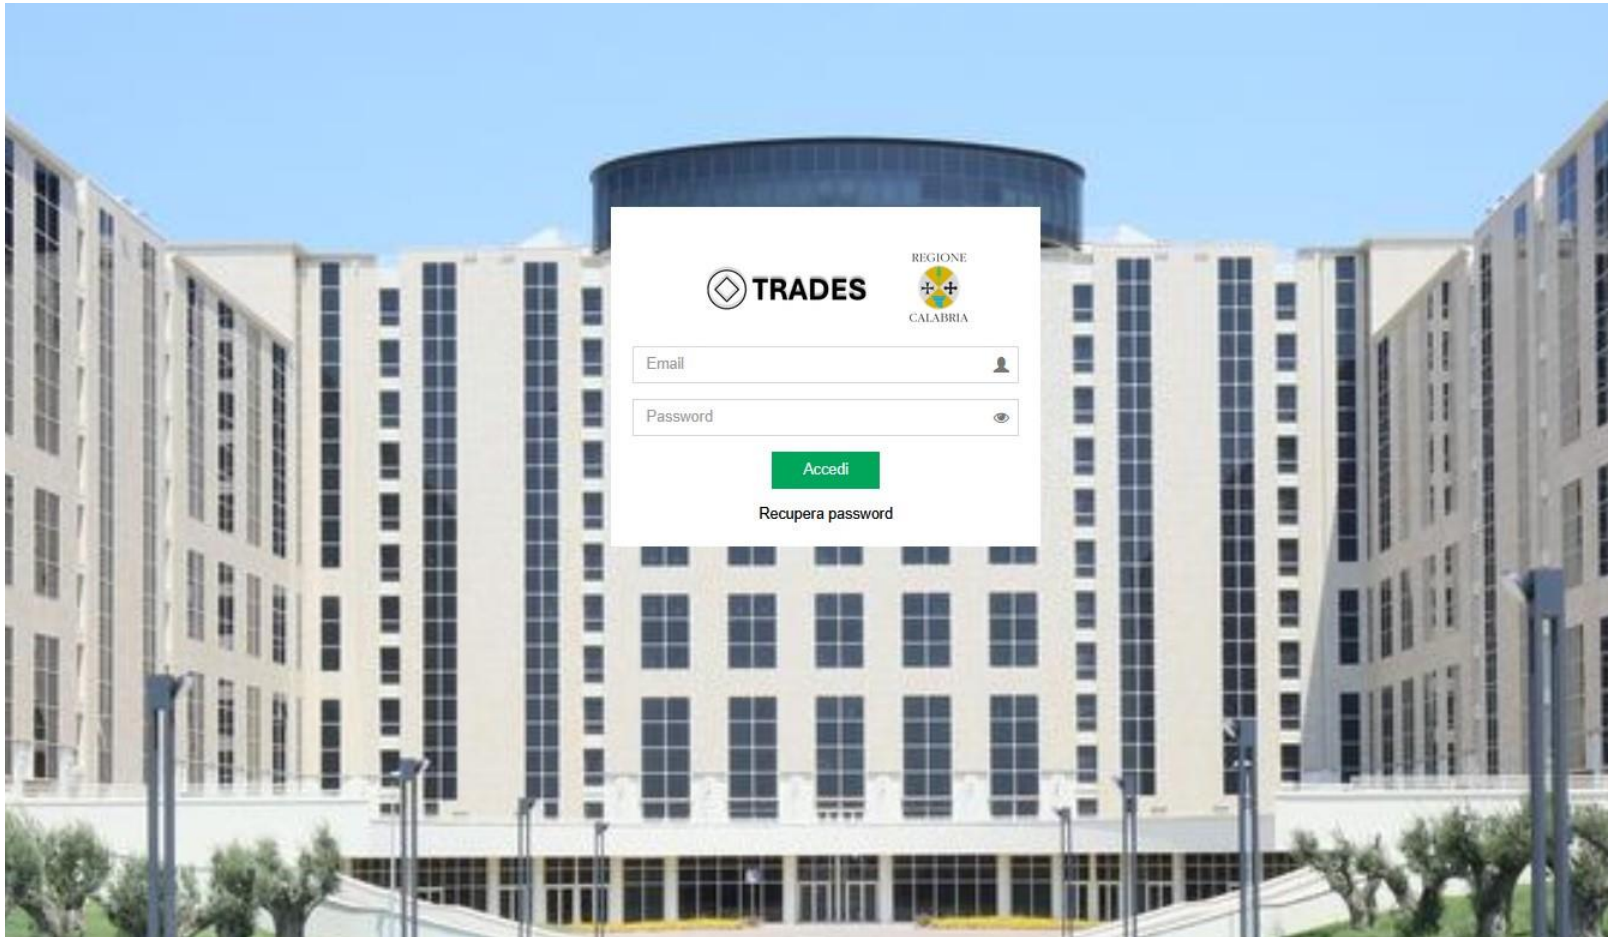 REGIONE
TRADES
CALABRIA
Email
Password
Accedi
Recupera password